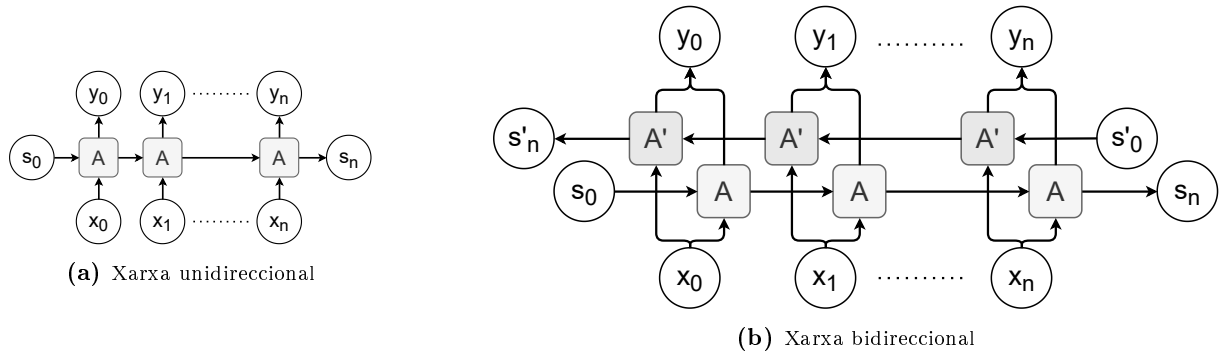 y₀ y₁ ......... yₙ
s₀ A A A sₙ
x₀ x₁ ......... xₙ
(a) Xarxa unidireccional
y₀ y₁ .......... yₙ
s'ₙ A' A' A' s'₀
s₀ A A A sₙ
x₀ x₁ .......... xₙ
(b) Xarxa bidireccional